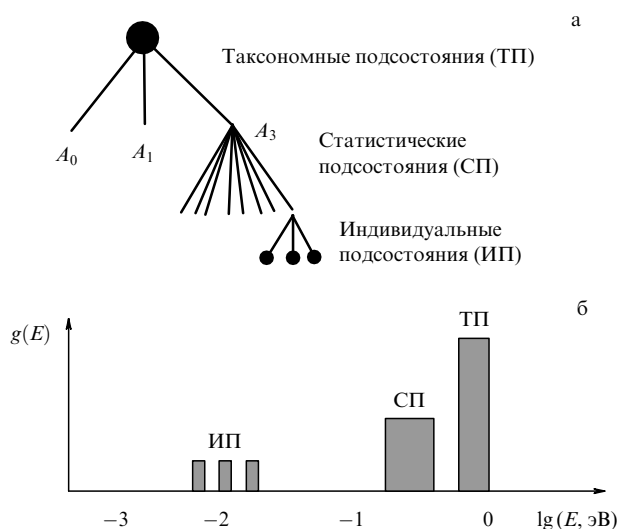 а
Таксономные подсостояния (ТП)
A₀
A₁
A₃
Статистические
подсостояния (СП)
Индивидуальные
подсостояния (ИП)
б
g(E)
ТП
СП
ИП
−3 −2 −1 0 lg (E, эВ)